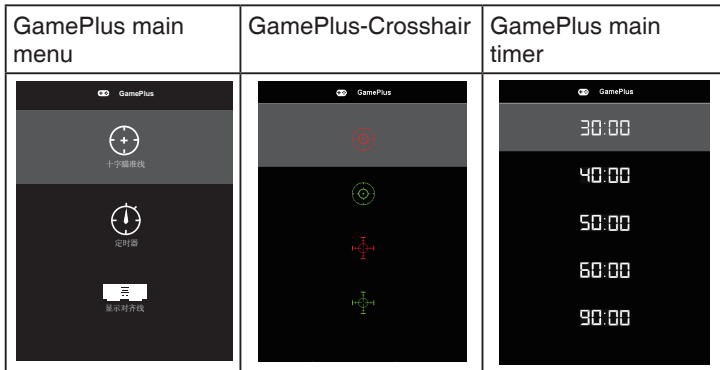 GamePlus main
menu
GamePlus-Crosshair
GamePlus main
timer
GamePlus
十字瞄准线
定时器
显示对齐线
GamePlus
GamePlus
30:00
40:00
50:00
60:00
90:00